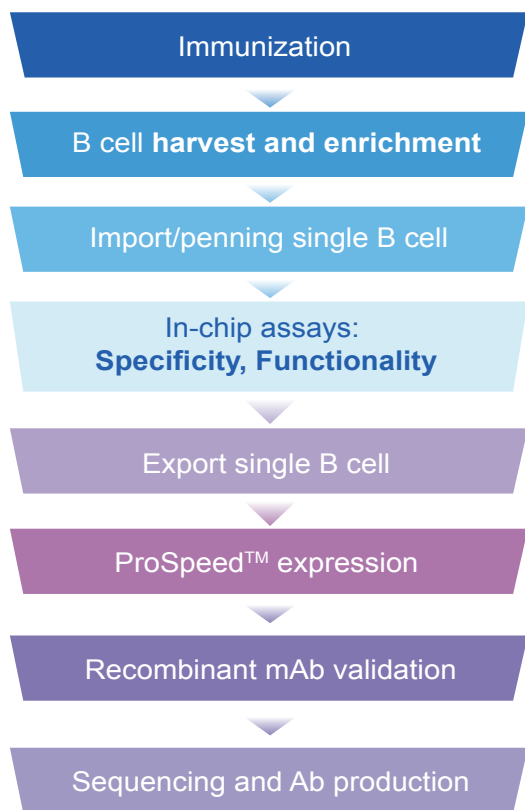 Immunization
B cell harvest and enrichment
Import/penning single B cell
In-chip assays:
Specificity, Functionality
Export single B cell
ProSpeed™ expression
Recombinant mAb validation
Sequencing and Ab production